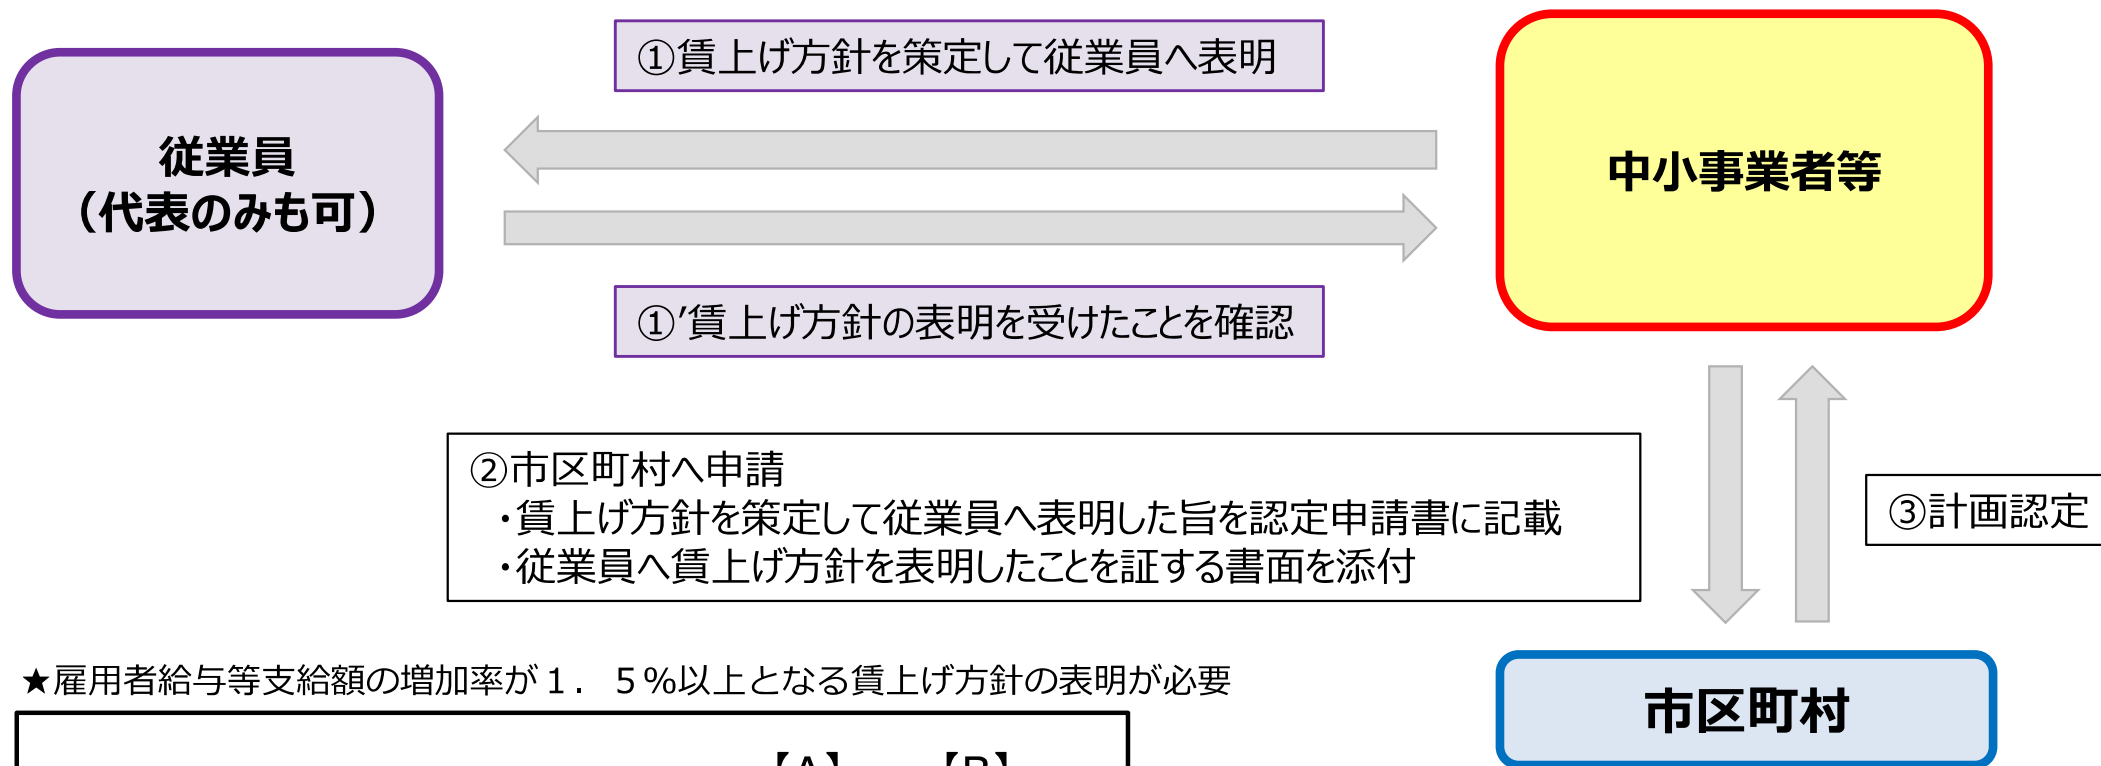 ①賃上げ方針を策定して従業員へ表明
従業員
（代表のみも可）
中小事業者等
①’賃上げ方針の表明を受けたことを確認
②市区町村へ申請
・賃上げ方針を策定して従業員へ表明した旨を認定申請書に記載
・従業員へ賃上げ方針を表明したことを証する書面を添付
③計画認定
★雇用者給与等支給額の増加率が１．５％以上となる賃上げ方針の表明が必要
市区町村
【A】 【B】